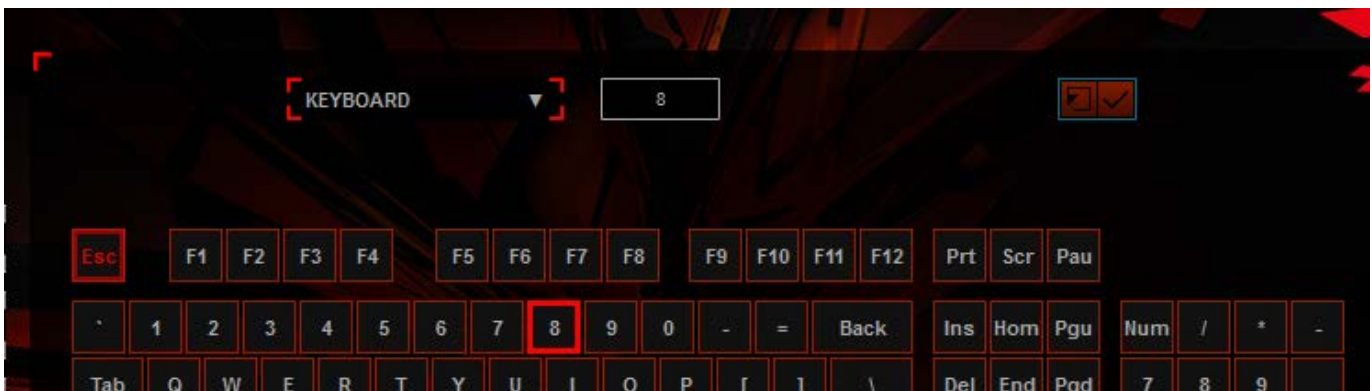 KEYBOARD ▼ 8
Esc F1 F2 F3 F4 F5 F6 F7 F8 F9 F10 F11 F12 Prt Scr Pau
` 1 2 3 4 5 6 7 8 9 0 - = Back Ins Hom Pgu Num / * -
Tab Q W E R T Y U I O P [ ] \ Del End Pgd 7 8 9